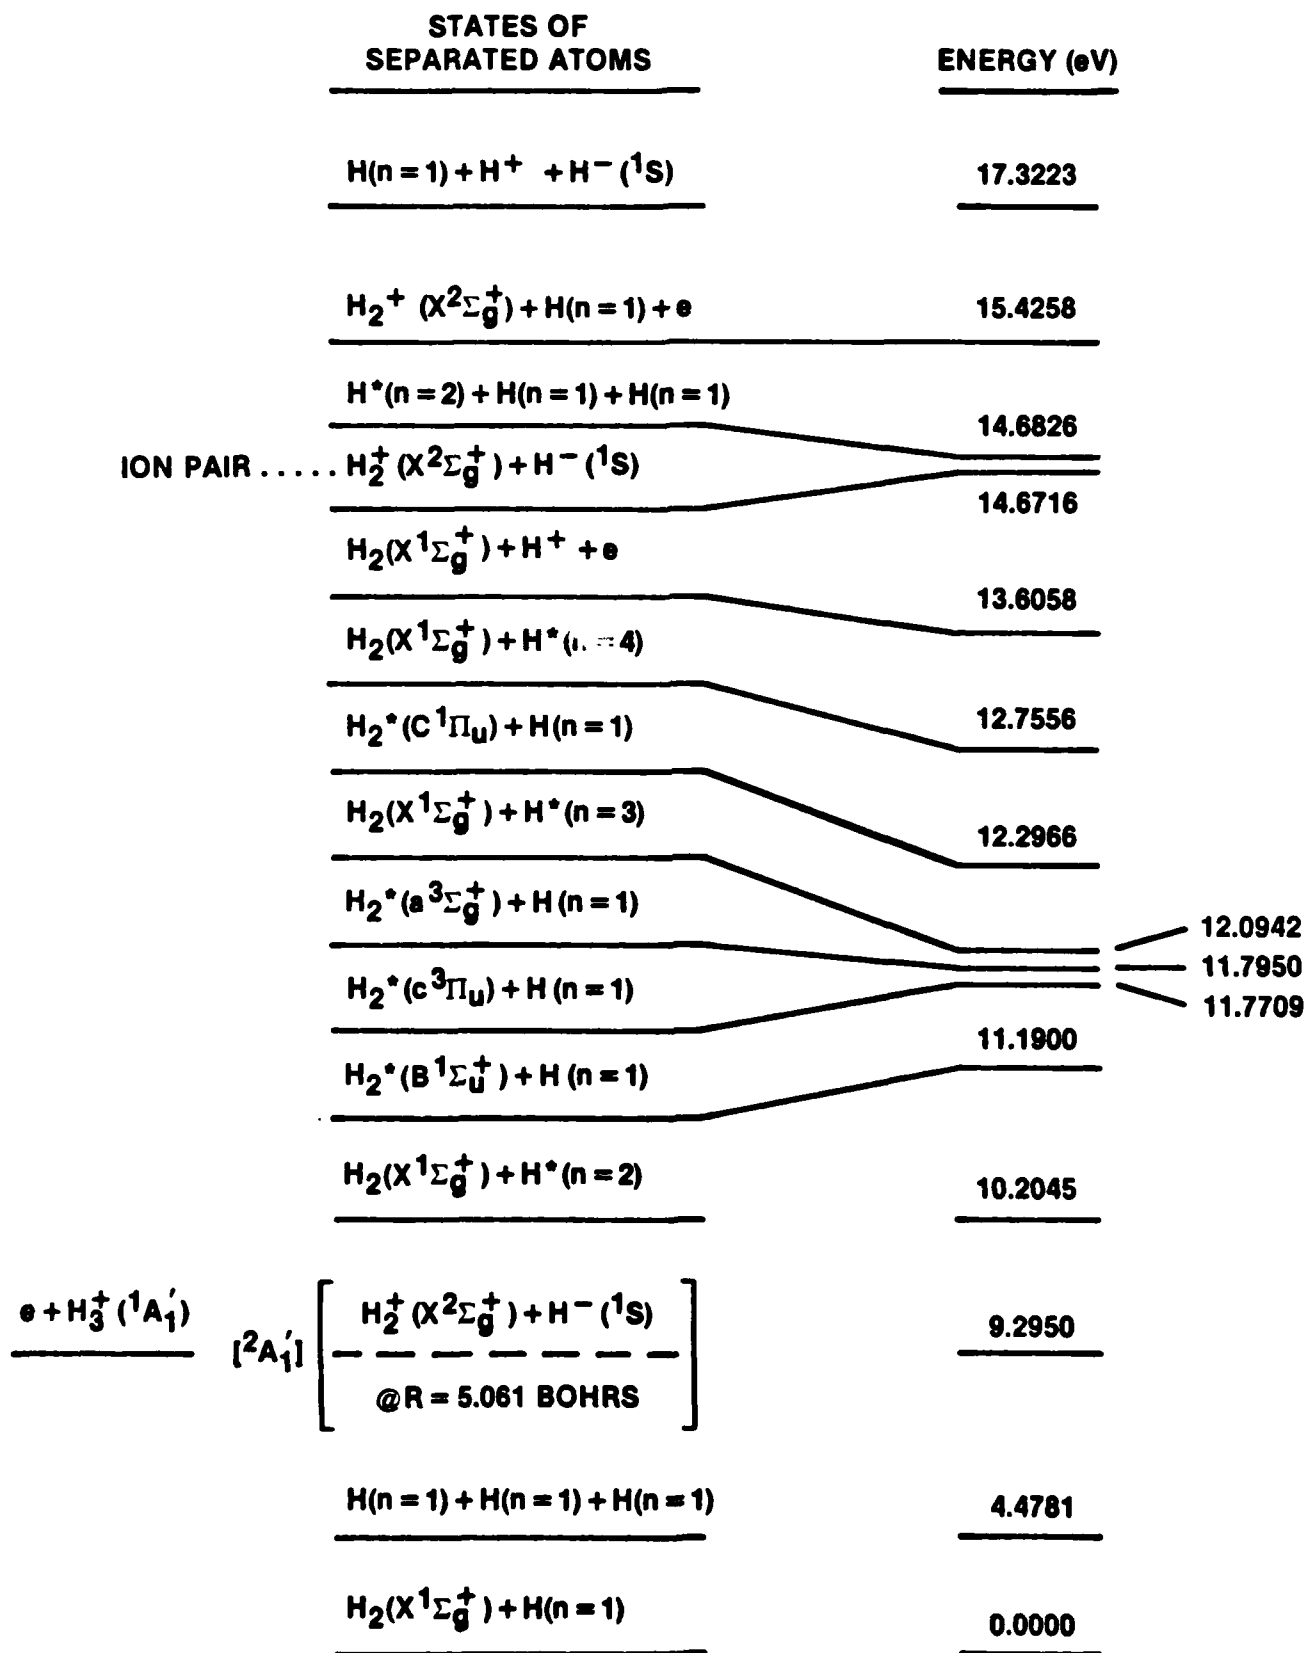 STATES OF
SEPARATED ATOMS
ENERGY (eV)
H(n = 1) + H⁺ + H⁻ (¹S) 17.3223
H₂⁺ (X²Σg⁺) + H(n = 1) + e 15.4258
H*(n = 2) + H(n = 1) + H(n = 1) 14.6826
ION PAIR ..... H₂⁺ (X²Σg⁺) + H⁻ (¹S) 14.6716
H₂(X¹Σg⁺) + H⁺ + e 13.6058
H₂(X¹Σg⁺) + H*( = 4) 12.7556
H₂*(C¹Πu) + H(n = 1) 12.2966
H₂(X¹Σg⁺) + H*(n = 3) 12.0942
H₂*(a³Σg⁺) + H(n = 1) 11.7950
H₂*(c³Πu) + H(n = 1) 11.7709
H₂*(B¹Σu⁺) + H(n = 1) 11.1900
H₂(X¹Σg⁺) + H*(n = 2) 10.2045
e + H₃⁺ (¹A₁′) [²A₁′] H₂⁺ (X²Σg⁺) + H⁻ (¹S) 9.2950
@ R = 5.061 BOHRS
H(n = 1) + H(n = 1) + H(n = 1) 4.4781
H₂(X¹Σg⁺) + H(n = 1) 0.0000